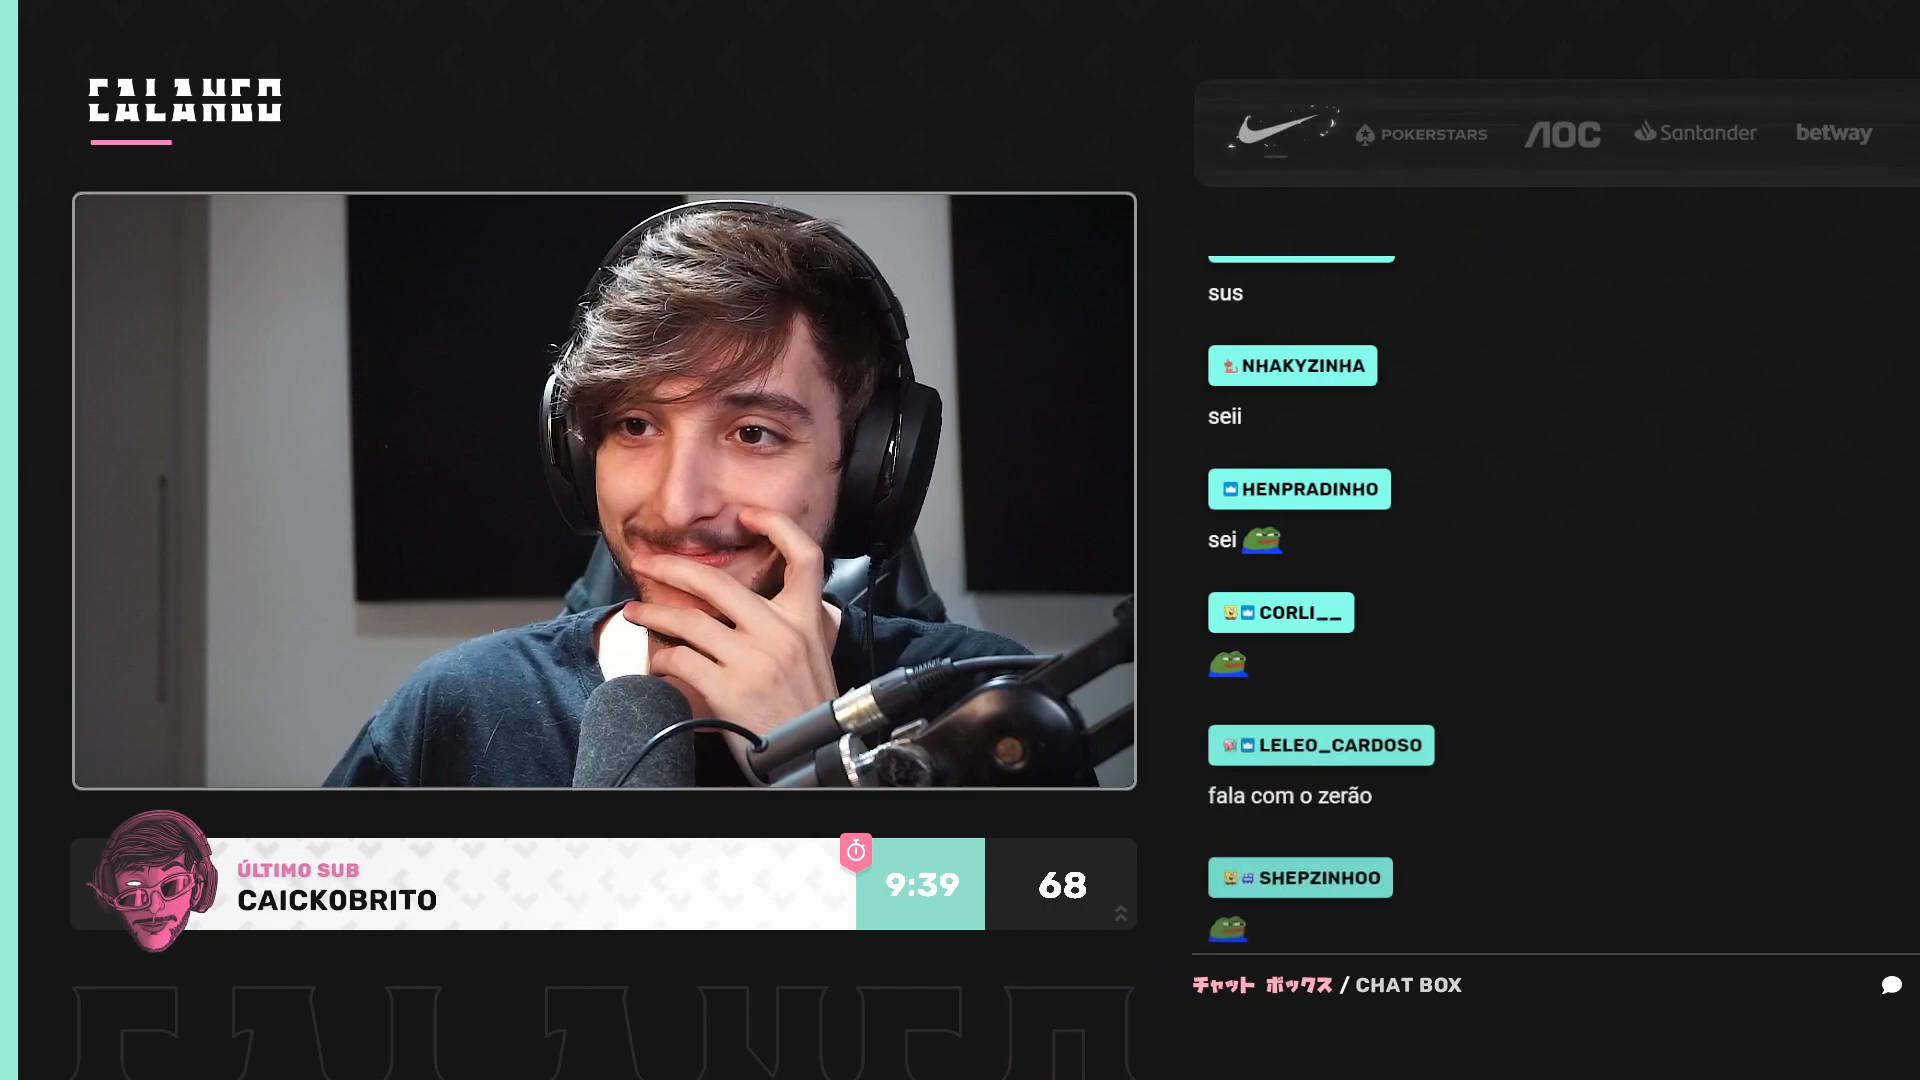 CALANGO
POKERSTARS
AOC
Santander
betway
sus
NHAKYZINHA
seii
HENPRADINHO
sei
CORLI__
LELEO_CARDOSO
fala com o zerão
SHEPZINHOO
ÚLTIMO SUB
CAICKOBRITO
9:39
68
チャット ボックス / CHAT BOX
CALANGO